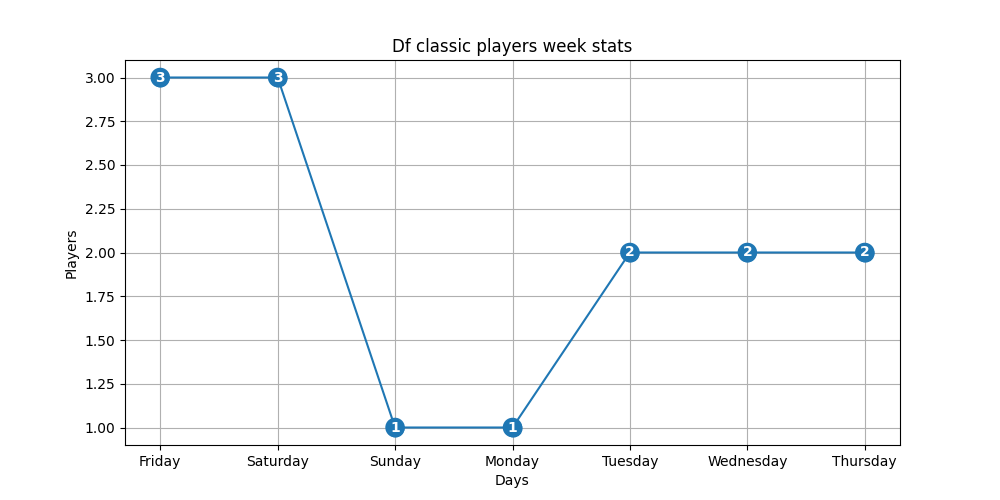 Df classic players week stats
3.00
2.75
2.50
2.25
2.00
1.75
1.50
1.25
1.00
Players
3
3
1
1
2
2
2
Friday
Saturday
Sunday
Monday
Tuesday
Wednesday
Thursday
Days